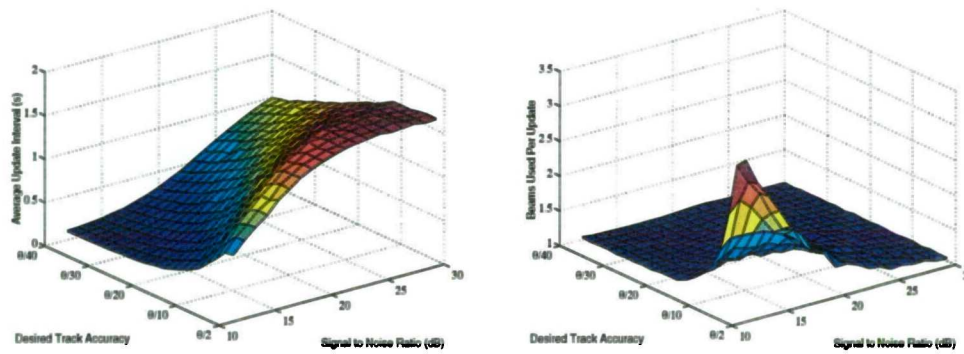 2
1.5
1
0.5
0
Average Update Interval (s)
θ/40
θ/30
θ/20
θ/10
θ/2
10
15
20
25
30
Desired Track Accuracy
Signal to Noise Ratio (dB)
3.5
3
2.5
2
1.5
1
Beams Used Per Update
θ/40
θ/30
θ/20
θ/10
θ/2
10
15
20
25
Desired Track Accuracy
Signal to Noise Ratio (dB)